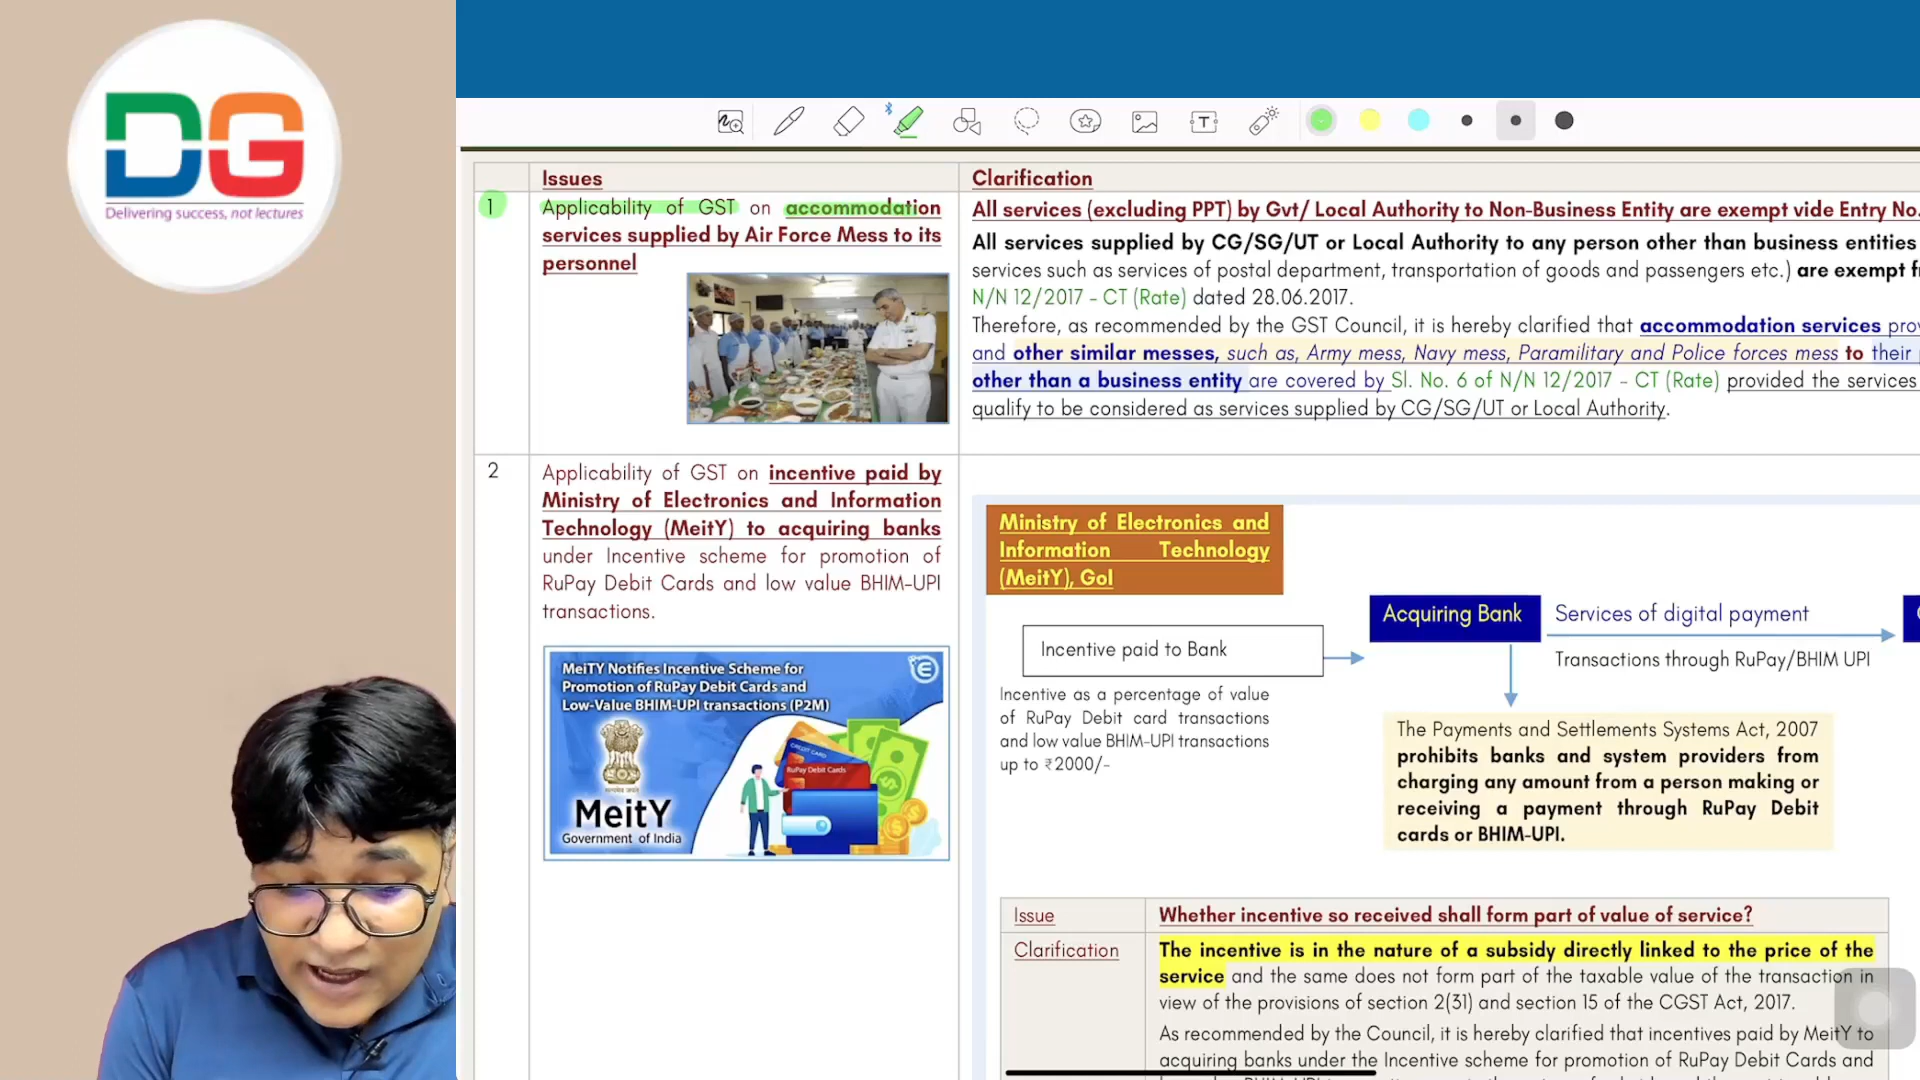 DG
Delivering success, not lectures
T
Issues
Clarification
1
Applicability of GST on accommodation
services supplied by Air Force Mess to its
personnel
All services (excluding PPT) by Gvt/ Local Authority to Non-Business Entity are exempt vide Entry No.
All services supplied by CG/SG/UT or Local Authority to any person other than business entities
services such as services of postal department, transportation of goods and passengers etc.) are exempt
N/N 12/2017 - CT (Rate) dated 28.06.2017.
Therefore, as recommended by the GST Council, it is hereby clarified that accommodation services
and other similar messes, such as, Army mess, Navy mess, Paramilitary and Police forces mess to their
other than a business entity are covered by Sl. No. 6 of N/N 12/2017 - CT (Rate) provided the services
qualify to be considered as services supplied by CG/SG/UT or Local Authority.
2
Applicability of GST on incentive paid by
Ministry of Electronics and Information
Technology (MeitY) to acquiring banks
under Incentive scheme for promotion of
RuPay Debit Cards and low value BHIM-UPI
transactions.
MeiTY Notifies Incentive Scheme for
Promotion of RuPay Debit Cards and
Low-Value BHIM-UPI transactions (P2M)
CREDIT CARD
RuPay Debit Cards
MeitY
Government of India
Ministry of Electronics and
Information Technology
(MeitY), GoI
Incentive paid to Bank
Incentive as a percentage of value
of RuPay Debit card transactions
and low value BHIM-UPI transactions
up to ₹2000/-
Acquiring Bank
Services of digital payment
Transactions through RuPay/BHIM UPI
The Payments and Settlements Systems Act, 2007
prohibits banks and system providers from
charging any amount from a person making or
receiving a payment through RuPay Debit
cards or BHIM-UPI.
Issue
Whether incentive so received shall form part of value of service?
Clarification
The incentive is in the nature of a subsidy directly linked to the price of the
service and the same does not form part of the taxable value of the transaction in
view of the provisions of section 2(31) and section 15 of the CGST Act, 2017.
As recommended by the Council, it is hereby clarified that incentives paid by MeitY to
acquiring banks under the Incentive scheme for promotion of RuPay Debit Cards and